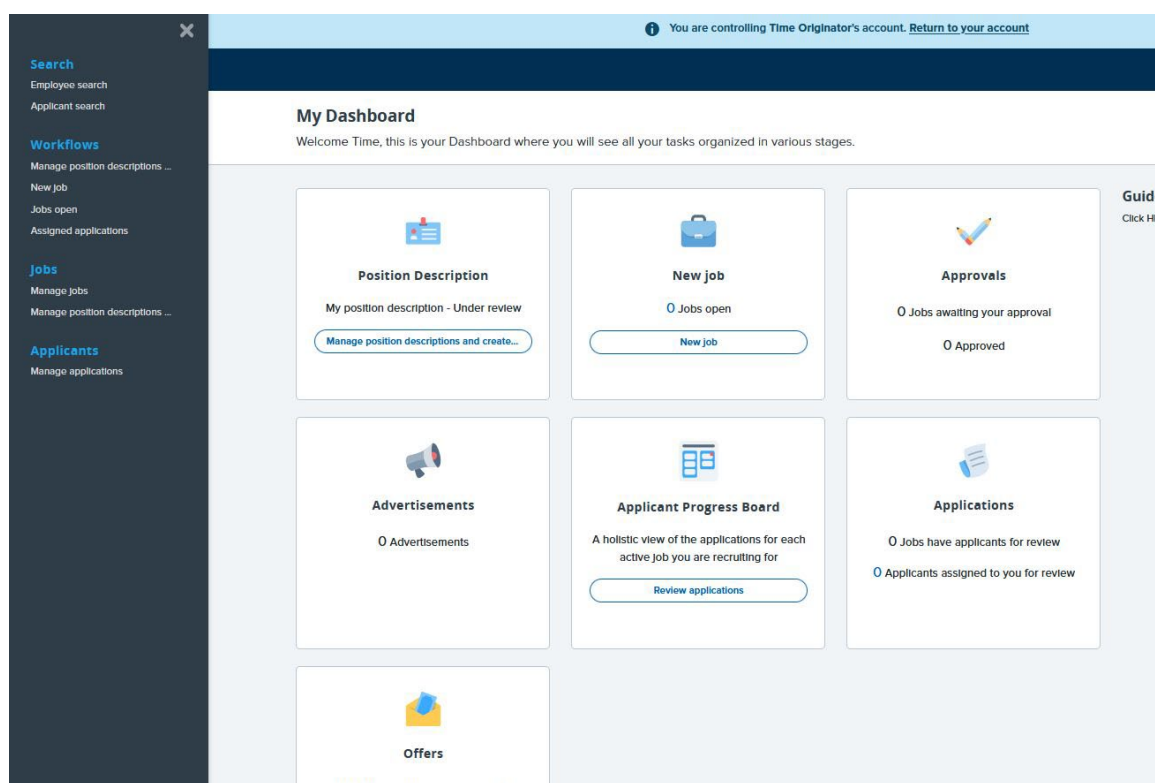 You are controlling Time Originator's account. Return to your account
Search
Employee search
Applicant search
Workflows
Manage position descriptions ...
New job
Jobs open
Assigned applications
Jobs
Manage jobs
Manage position descriptions ...
Applicants
Manage applications
My Dashboard
Welcome Time, this is your Dashboard where you will see all your tasks organized in various stages.
Position Description
My position description - Under review
Manage position descriptions and create...
New job
0 Jobs open
New job
Approvals
0 Jobs awaiting your approval
0 Approved
Guid
Click H
Advertisements
0 Advertisements
Applicant Progress Board
A holistic view of the applications for each
active job you are recruiting for
Review applications
Applications
0 Jobs have applicants for review
0 Applicants assigned to you for review
Offers